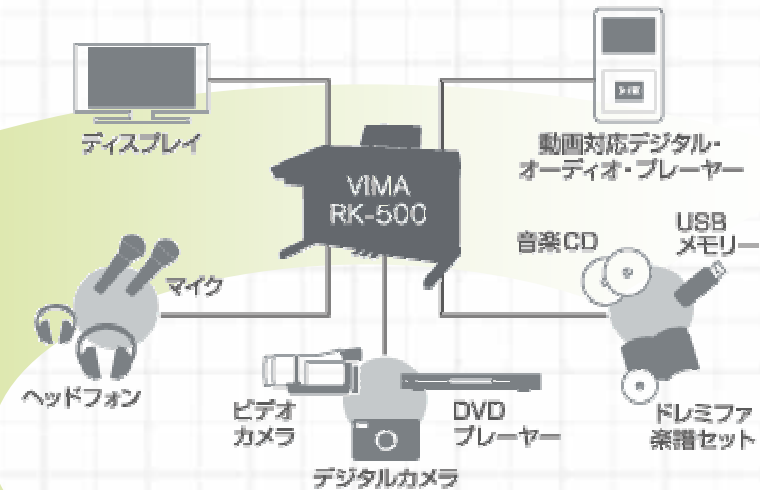 ディスプレイ
動画対応デジタル・
オーディオ・プレーヤー
VIMA
RK-500
音楽CD
USB
メモリー
マイク
ヘッドフォン
ビデオ
カメラ
DVD
プレーヤー
デジタルカメラ
ドレミファ
楽譜セット